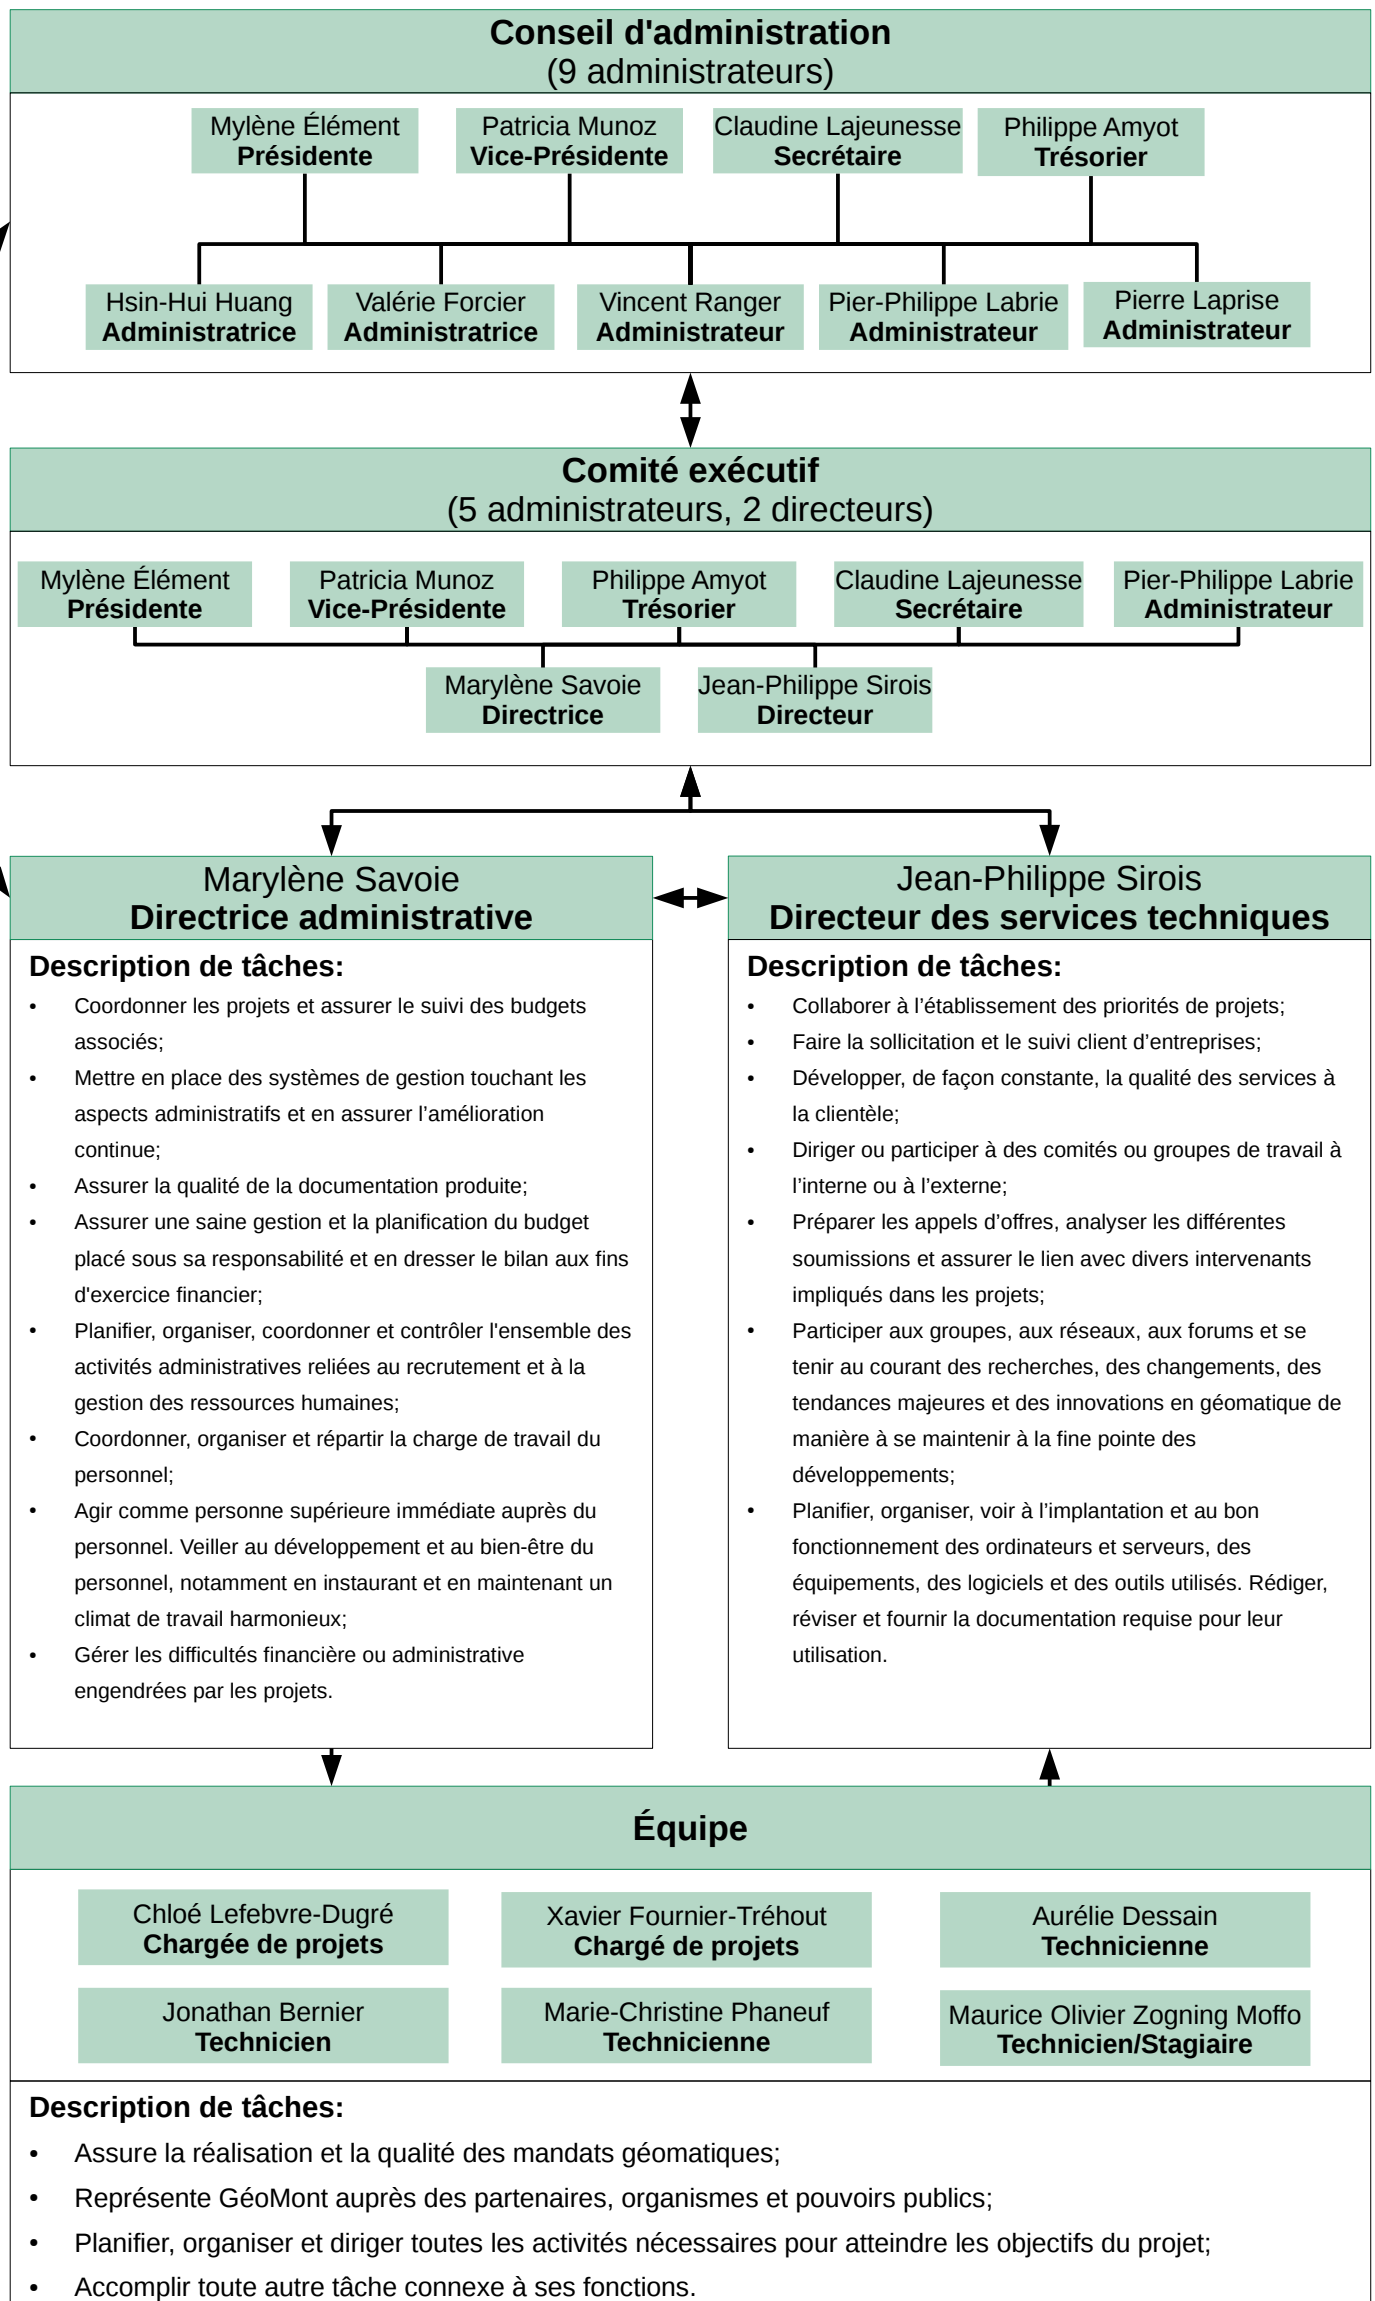 Conseil d'administration
(9 administrateurs)
Mylène Élément
Présidente
Patricia Munoz
Vice-Présidente
Claudine Lajeunesse
Secrétaire
Philippe Amyot
Trésorier
Hsin-Hui Huang
Administratrice
Valérie Forcier
Administratrice
Vincent Ranger
Administrateur
Pier-Philippe Labrie
Administrateur
Pierre Laprise
Administrateur
Comité exécutif
(5 administrateurs, 2 directeurs)
Mylène Élément
Présidente
Patricia Munoz
Vice-Présidente
Philippe Amyot
Trésorier
Claudine Lajeunesse
Secrétaire
Pier-Philippe Labrie
Administrateur
Marylène Savoie
Directrice
Jean-Philippe Sirois
Directeur
Marylène Savoie
Directrice administrative
Description de tâches:
• Coordonner les projets et assurer le suivi des budgets
associés;
• Mettre en place des systèmes de gestion touchant les
aspects administratifs et en assurer l’amélioration
continue;
• Assurer la qualité de la documentation produite;
• Assurer une saine gestion et la planification du budget
placé sous sa responsabilité et en dresser le bilan aux fins
d'exercice financier;
• Planifier, organiser, coordonner et contrôler l'ensemble des
activités administratives reliées au recrutement et à la
gestion des ressources humaines;
• Coordonner, organiser et répartir la charge de travail du
personnel;
• Agir comme personne supérieure immédiate auprès du
personnel. Veiller au développement et au bien-être du
personnel, notamment en instaurant et en maintenant un
climat de travail harmonieux;
• Gérer les difficultés financière ou administrative
engendrées par les projets.
Jean-Philippe Sirois
Directeur des services techniques
Description de tâches:
• Collaborer à l’établissement des priorités de projets;
• Faire la sollicitation et le suivi client d’entreprises;
• Développer, de façon constante, la qualité des services à
la clientèle;
• Diriger ou participer à des comités ou groupes de travail à
l’interne ou à l’externe;
• Préparer les appels d’offres, analyser les différentes
soumissions et assurer le lien avec divers intervenants
impliqués dans les projets;
• Participer aux groupes, aux réseaux, aux forums et se
tenir au courant des recherches, des changements, des
tendances majeures et des innovations en géomatique de
manière à se maintenir à la fine pointe des
développements;
• Planifier, organiser, voir à l’implantation et au bon
fonctionnement des ordinateurs et serveurs, des
équipements, des logiciels et des outils utilisés. Rédiger,
réviser et fournir la documentation requise pour leur
utilisation.
Équipe
Chloé Lefebvre-Dugré
Chargée de projets
Xavier Fournier-Tréhout
Chargé de projets
Aurélie Dessain
Technicienne
Jonathan Bernier
Technicien
Marie-Christine Phaneuf
Technicienne
Maurice Olivier Zogning Moffo
Technicien/Stagiaire
Description de tâches:
• Assure la réalisation et la qualité des mandats géomatiques;
• Représente GéoMont auprès des partenaires, organismes et pouvoirs publics;
• Planifier, organiser et diriger toutes les activités nécessaires pour atteindre les objectifs du projet;
• Accomplir toute autre tâche connexe à ses fonctions.